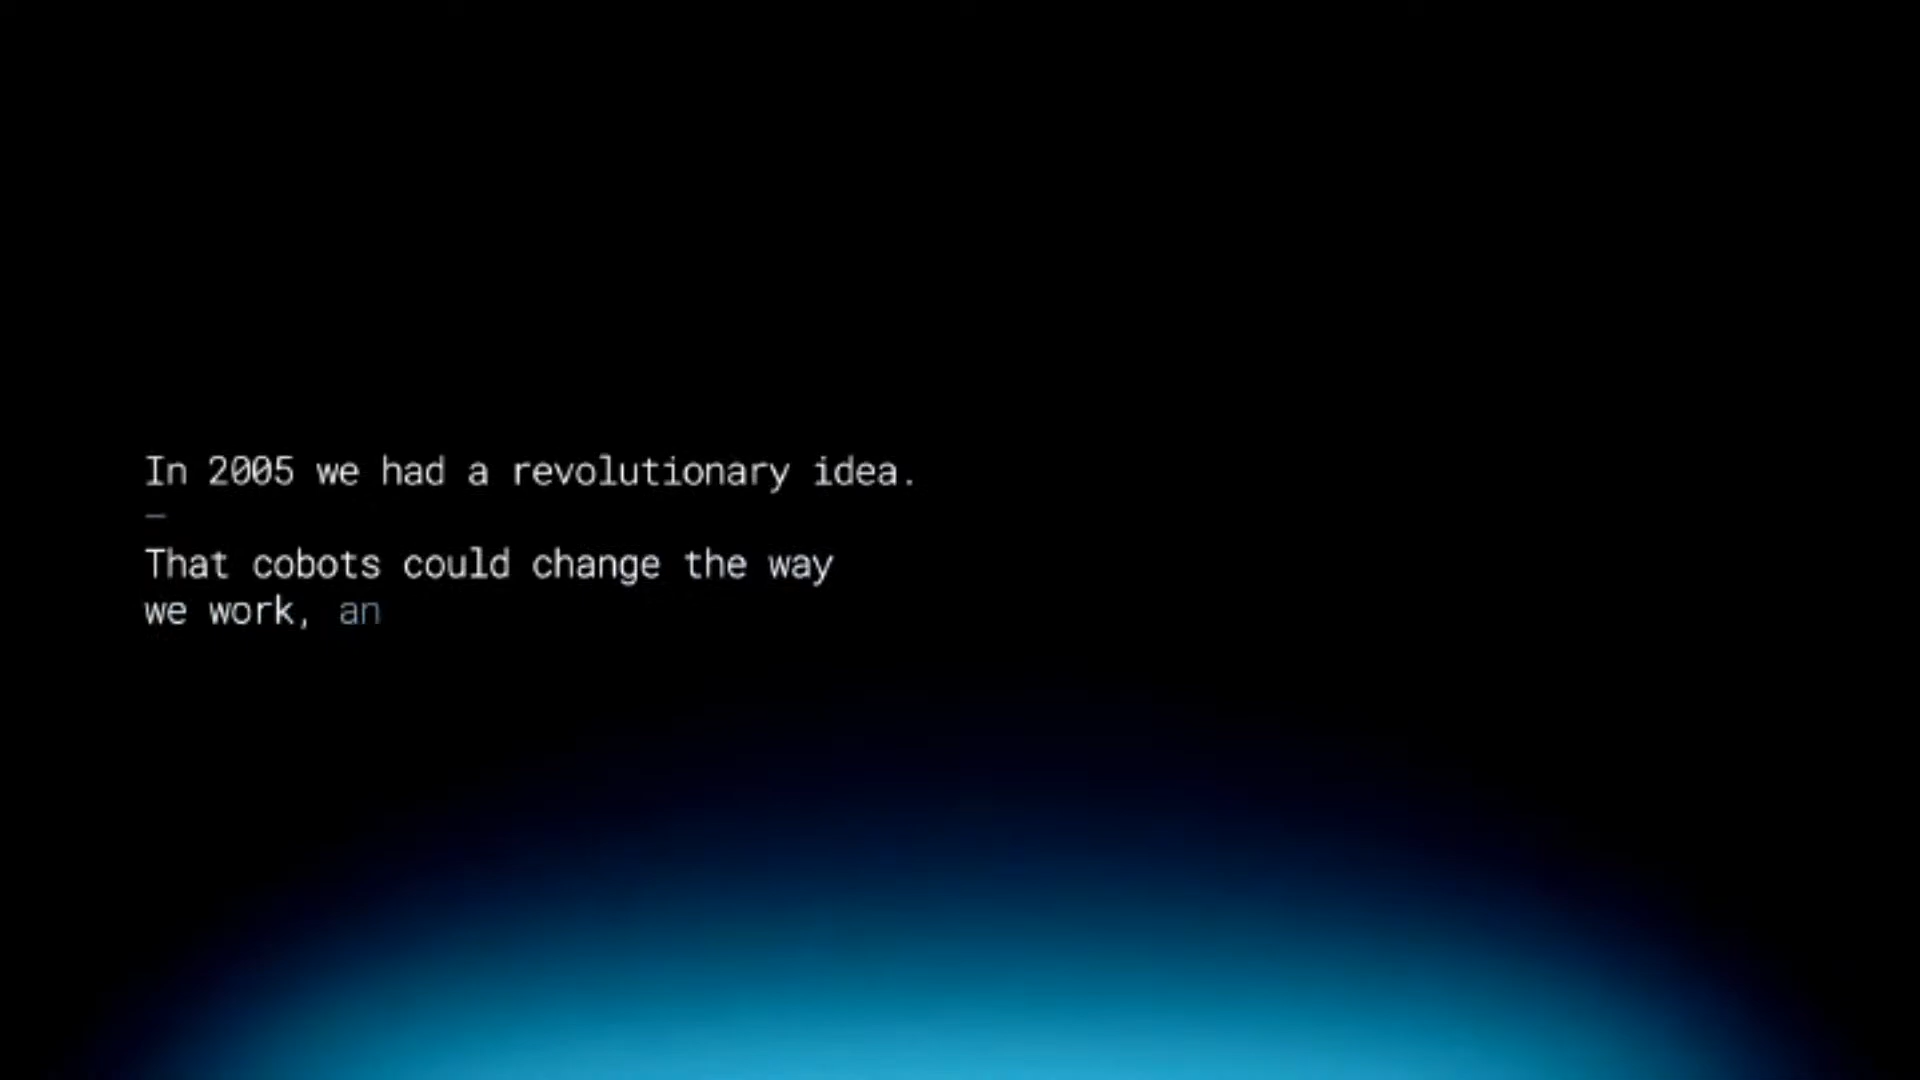 In 2005 we had a revolutionary idea.
—
That cobots could change the way
we work, an